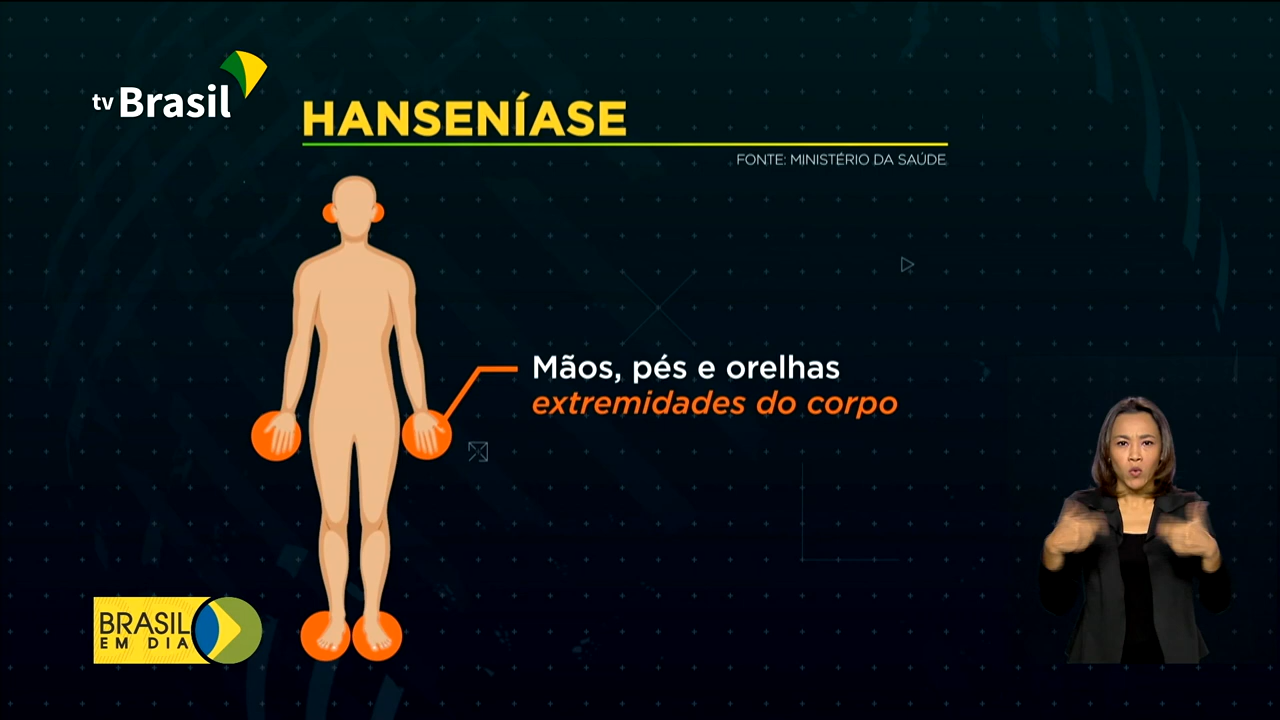 tv Brasil
HANSENÍASE
FONTE: MINISTÉRIO DA SAÚDE
Mãos, pés e orelhas
extremidades do corpo
BRASIL
EM DIA